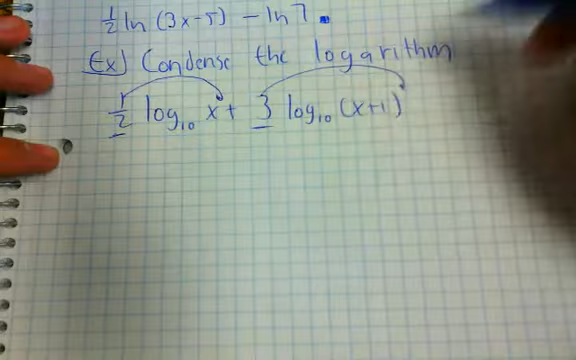 ½ ln (3x-5) - ln 7.
Ex) Condense the logarithm
½ log₁₀ x + 3 log₁₀ (x+1)